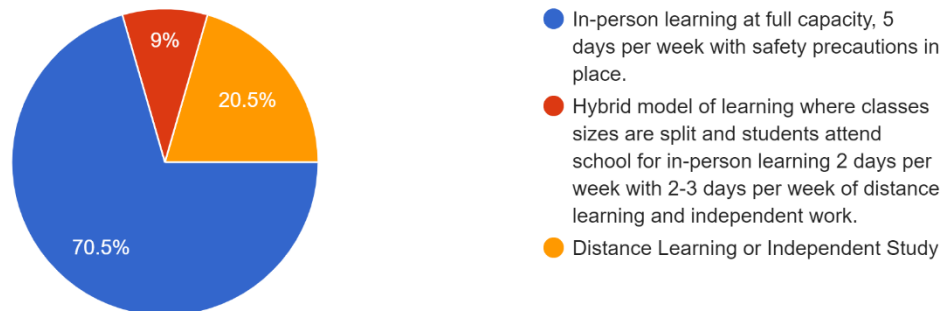 9%
20.5%
70.5%
In-person learning at full capacity, 5
days per week with safety precautions in
place.
Hybrid model of learning where classes
sizes are split and students attend
school for in-person learning 2 days per
week with 2-3 days per week of distance
learning and independent work.
Distance Learning or Independent Study